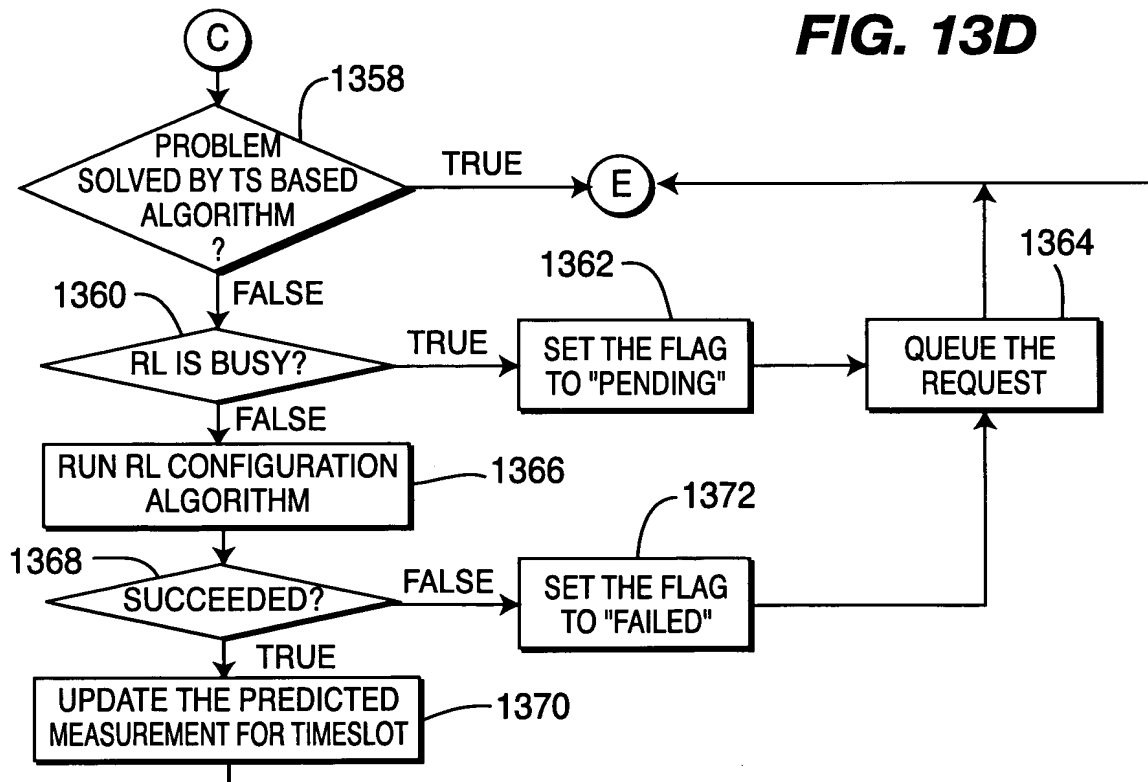 FIG. 13D
C
1358
PROBLEM
SOLVED BY TS BASED
ALGORITHM
?
TRUE
E
FALSE
1360
RL IS BUSY?
TRUE
1362
SET THE FLAG
TO "PENDING"
1364
QUEUE THE
REQUEST
FALSE
RUN RL CONFIGURATION
ALGORITHM
1366
1368
SUCCEEDED?
FALSE
1372
SET THE FLAG
TO "FAILED"
TRUE
UPDATE THE PREDICTED
MEASUREMENT FOR TIMESLOT
1370